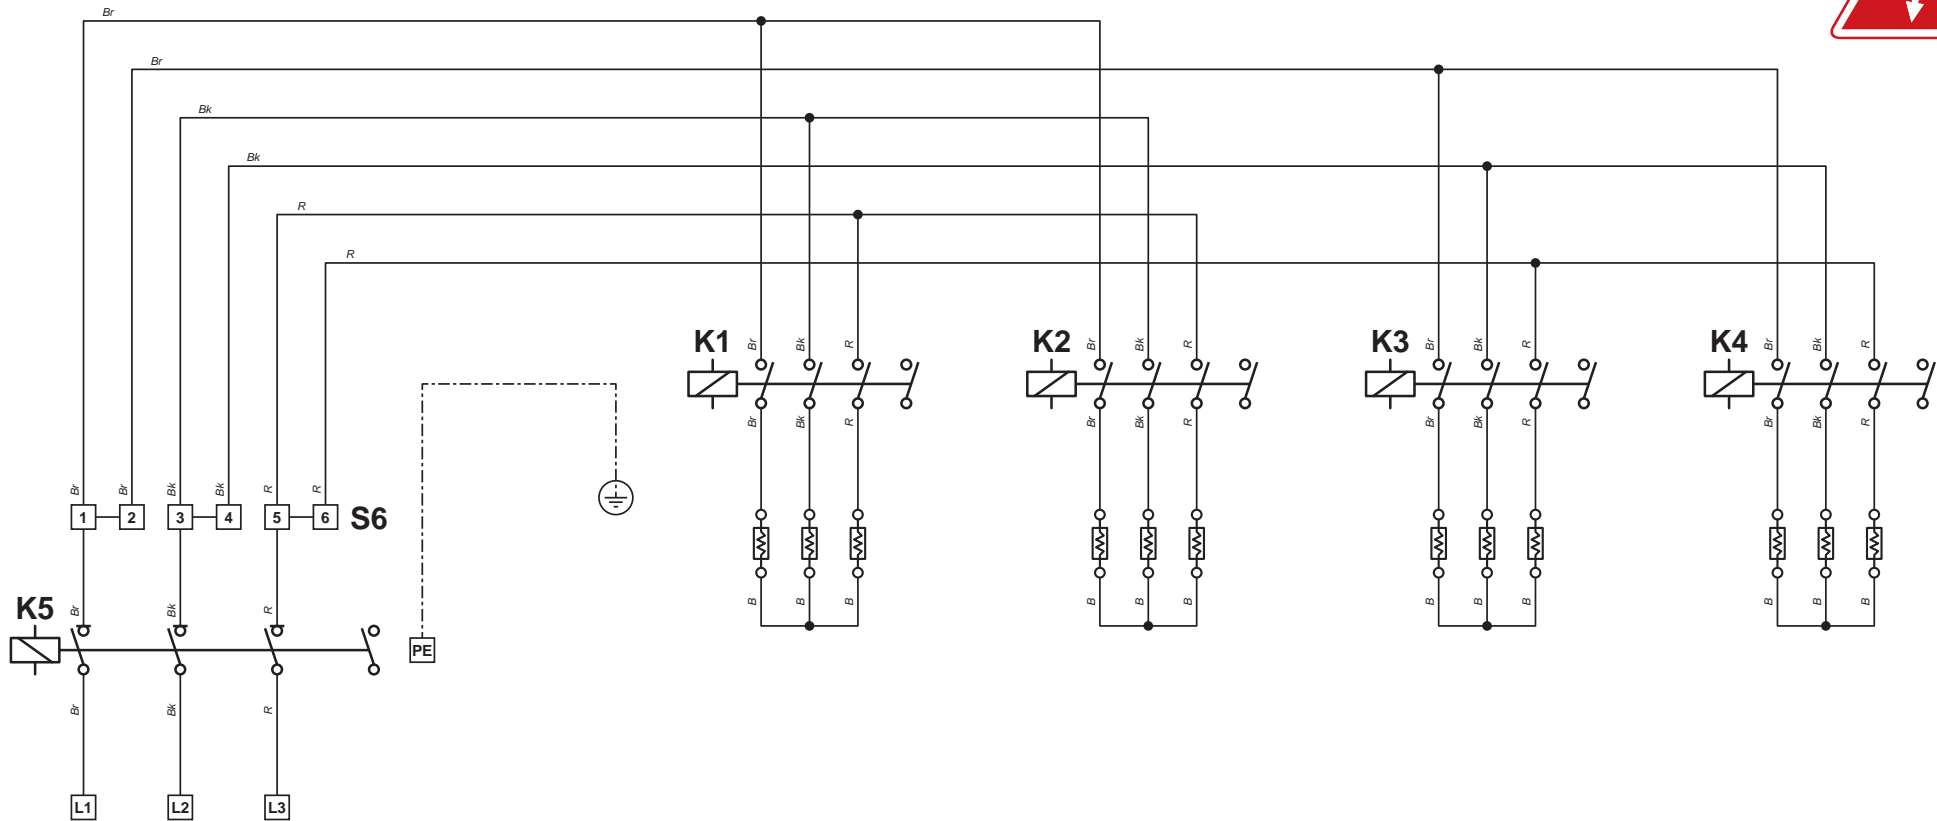 Br
Br
Bk
Bk
R
R
K1 Br Bk R K2 Br Bk R K3 Br Bk R K4 Br Bk R
Br Bk R Br Bk R Br Bk R Br Bk R
Br Br Bk Bk R R
1 2 3 4 5 6 S6
K5 Br Bk R B B B B B B B B B B B B
PE
Br Bk R
L1 L2 L3